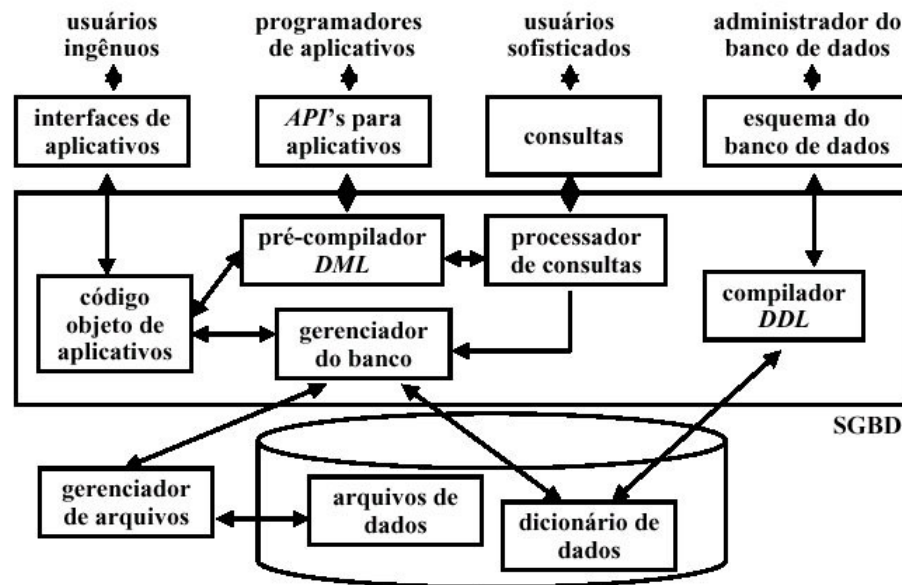 usuários
ingênuos
programadores
de aplicativos
usuários
sofisticados
administrador do
banco de dados
interfaces de
aplicativos
API's para
aplicativos
consultas
esquema do
banco de dados
pré-compilador
DML
processador
de consultas
código
objeto de
aplicativos
gerenciador
do banco
compilador
DDL
SGBD
gerenciador
de arquivos
arquivos de
dados
dicionário de
dados